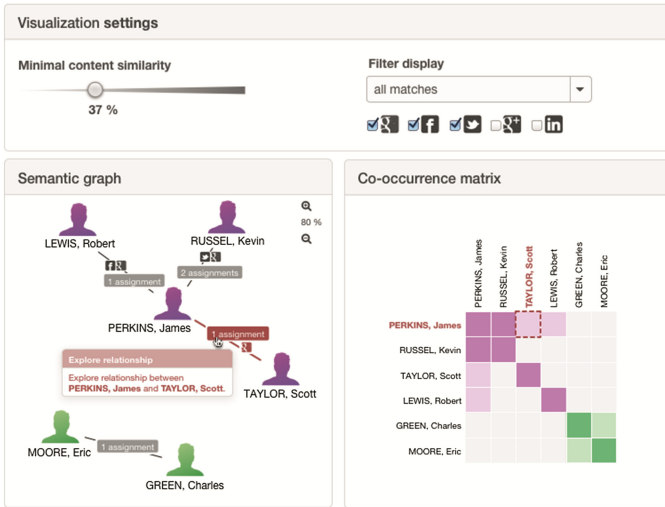 Visualization settings
Minimal content similarity
37 %
Filter display
all matches
g
f
g+
in
Semantic graph
80 %
LEWIS, Robert
RUSSEL, Kevin
f g
1 assignment
g
2 assignments
PERKINS, James
1 assignment
g
Explore relationship
Explore relationship between
PERKINS, James and TAYLOR, Scott.
TAYLOR, Scott
MOORE, Eric
1 assignment
GREEN, Charles
Co-occurrence matrix
PERKINS, James
RUSSEL, Kevin
TAYLOR, Scott
LEWIS, Robert
GREEN, Charles
MOORE, Eric
PERKINS, James
RUSSEL, Kevin
TAYLOR, Scott
LEWIS, Robert
GREEN, Charles
MOORE, Eric